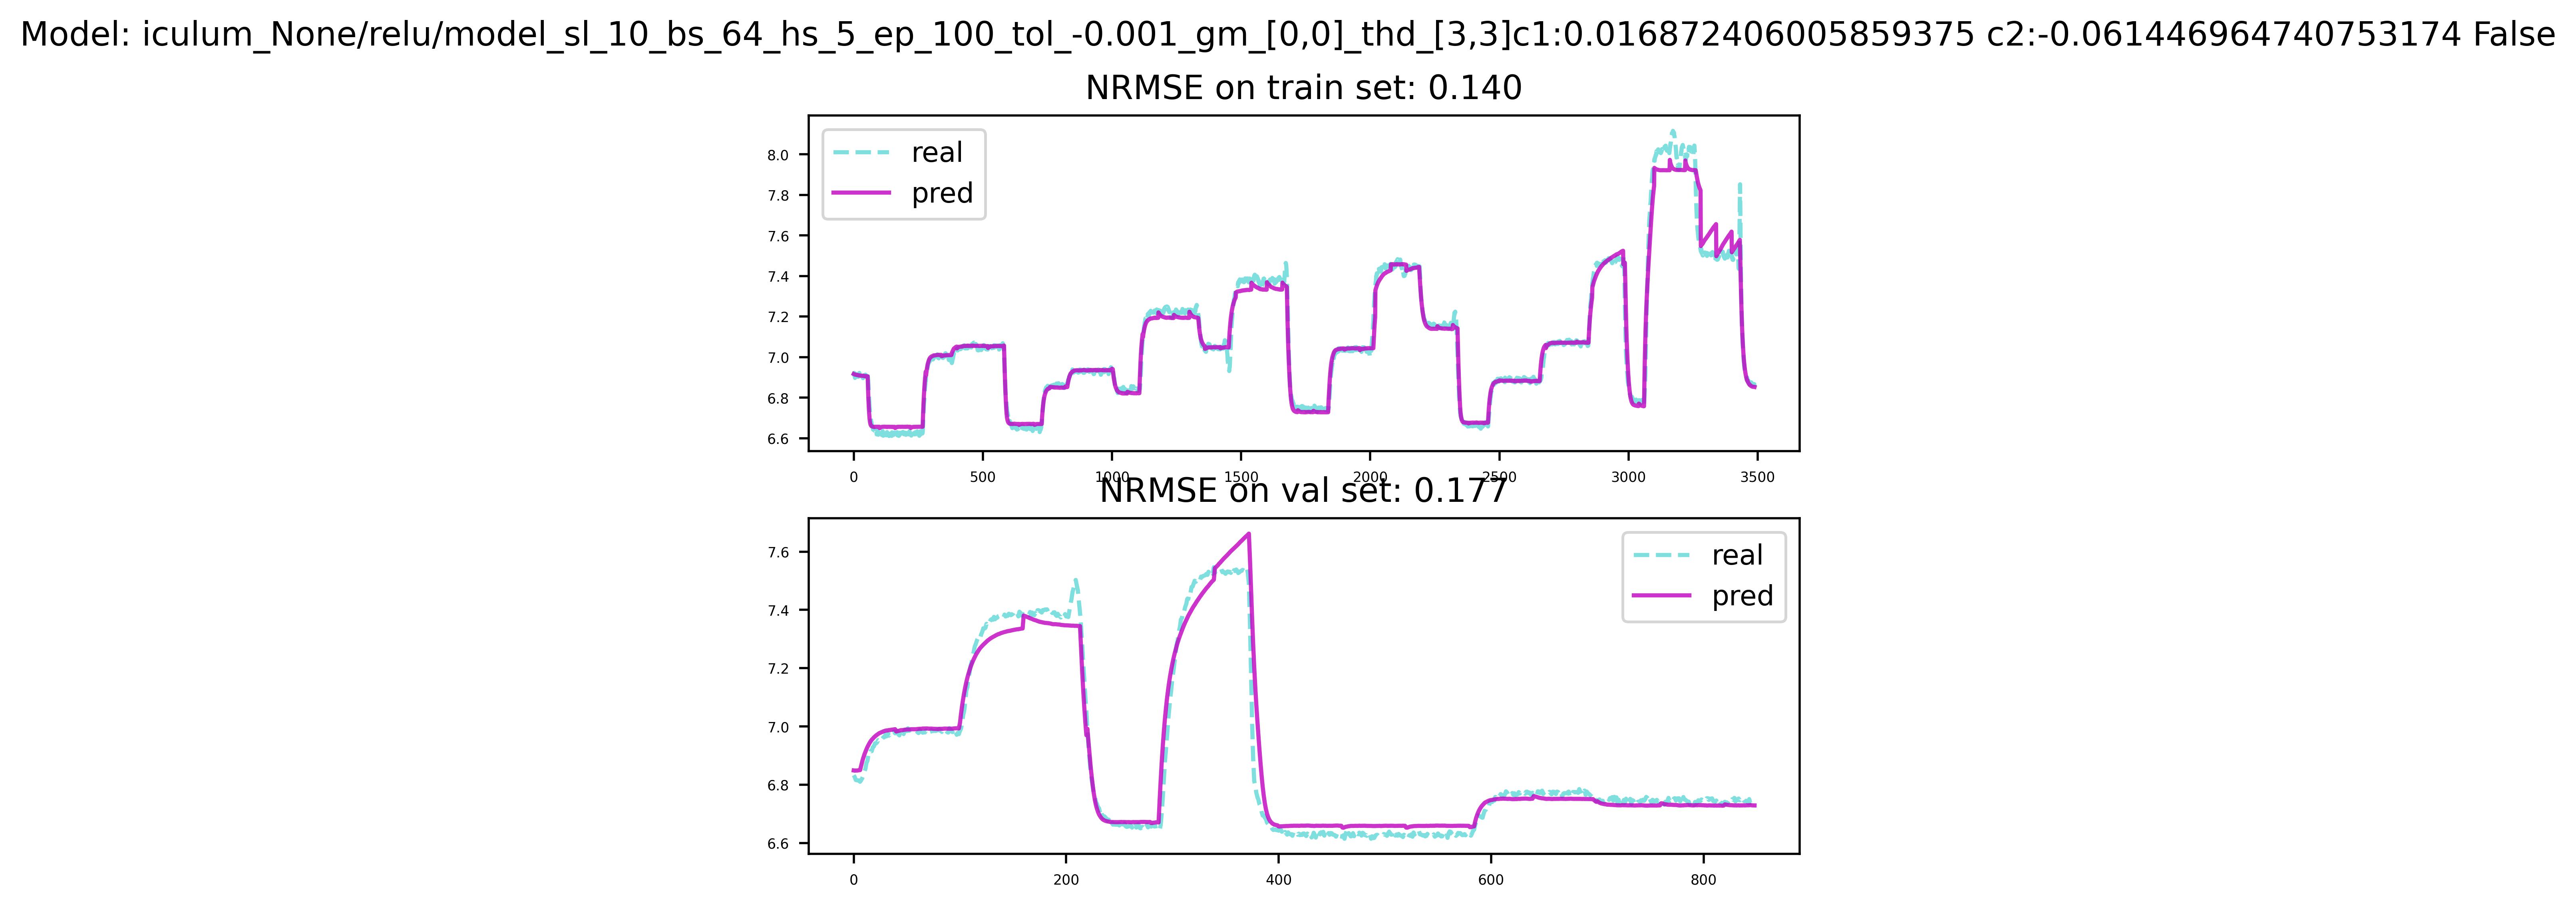 Model: iculum_None/relu/model_sl_10_bs_64_hs_5_ep_100_tol_-0.001_gm_[0,0]_thd_[3,3]c1:0.016872406005859375 c2:-0.061446964740753174 False
NRMSE on train set: 0.140
real
pred
8.0
7.8
7.6
7.4
7.2
7.0
6.8
6.6
0 500 1000 1500 2000 2500 3000 3500
NRMSE on val set: 0.177
real
pred
7.6
7.4
7.2
7.0
6.8
6.6
0 200 400 600 800